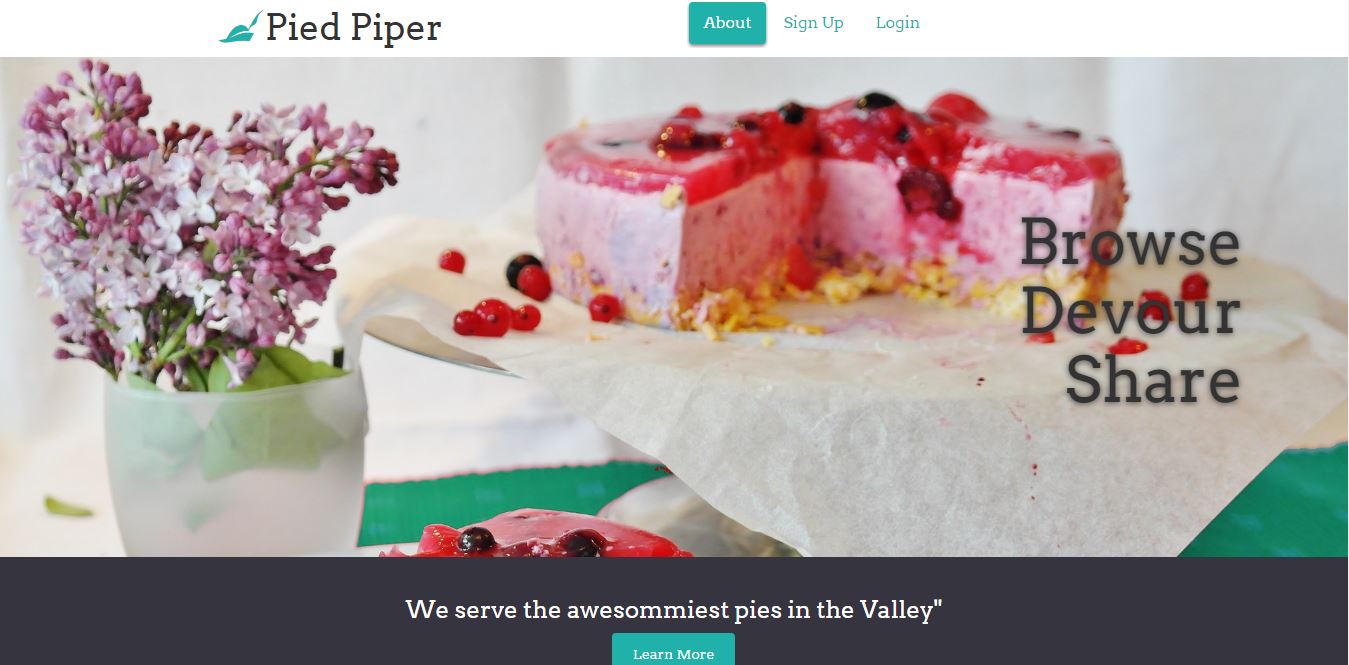 Pied Piper
About Sign Up Login
Browse
Devour
Share
We serve the awesommiest pies in the Valley"
Learn More